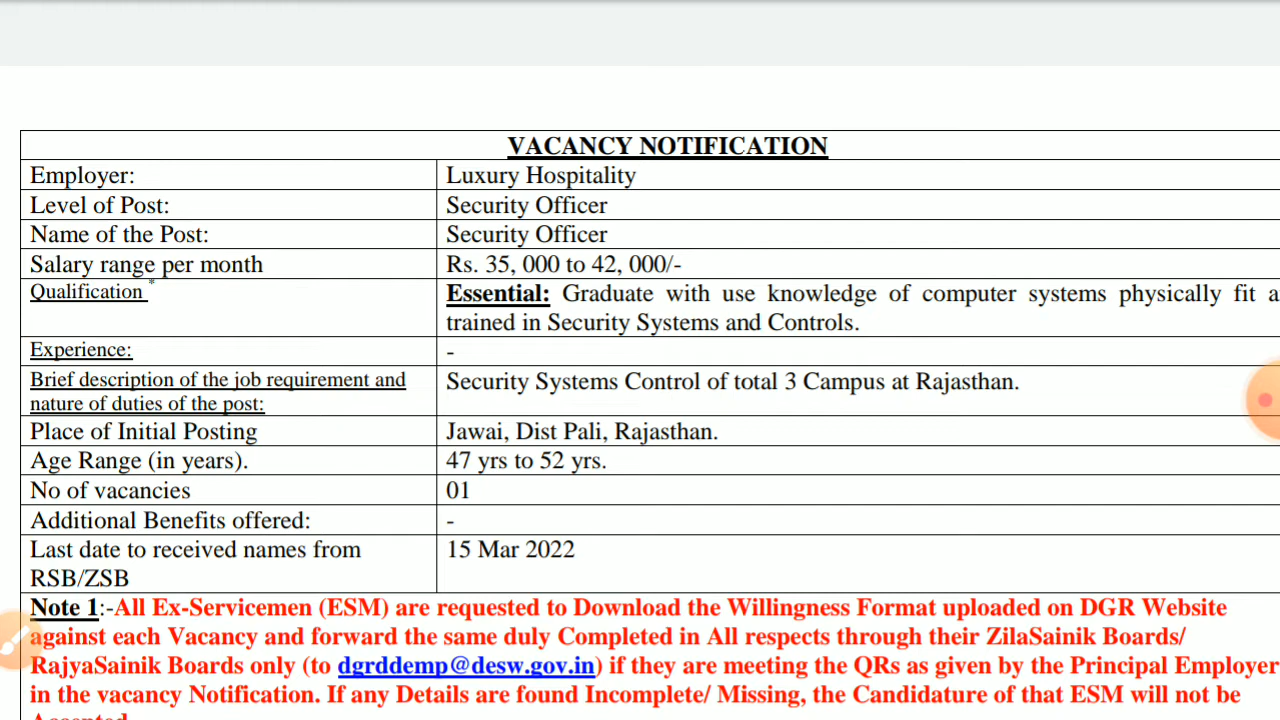 VACANCY NOTIFICATION
Employer: Luxury Hospitality
Level of Post: Security Officer
Name of the Post: Security Officer
Salary range per month Rs. 35, 000 to 42, 000/-
Qualification * Essential: Graduate with use knowledge of computer systems physically fit
trained in Security Systems and Controls.
Experience: -
Brief description of the job requirement and
nature of duties of the post:
Security Systems Control of total 3 Campus at Rajasthan.
Place of Initial Posting Jawai, Dist Pali, Rajasthan.
Age Range (in years). 47 yrs to 52 yrs.
No of vacancies 01
Additional Benefits offered: -
Last date to received names from
RSB/ZSB
15 Mar 2022
Note 1:-All Ex-Servicemen (ESM) are requested to Download the Willingness Format uploaded on DGR Website
against each Vacancy and forward the same duly Completed in All respects through their ZilaSainik Boards/
RajyaSainik Boards only (to dgrddemp@desw.gov.in) if they are meeting the QRs as given by the Principal Employer
in the vacancy Notification. If any Details are found Incomplete/ Missing, the Candidature of that ESM will not be